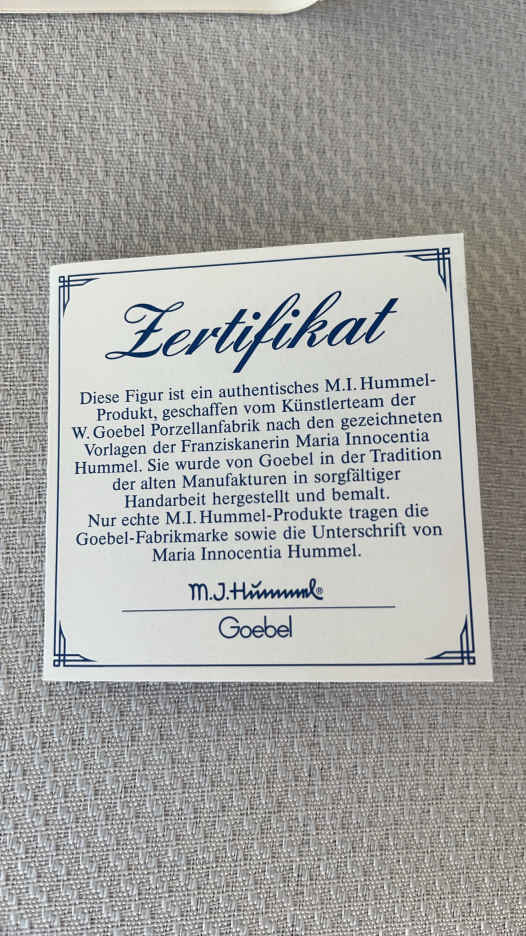 Zertifikat
Diese Figur ist ein authentisches M.I. Hummel-
Produkt, geschaffen vom Künstlerteam der
W. Goebel Porzellanfabrik nach den gezeichneten
Vorlagen der Franziskanerin Maria Innocentia
Hummel. Sie wurde von Goebel in der Tradition
der alten Manufakturen in sorgfältiger
Handarbeit hergestellt und bemalt.
Nur echte M.I. Hummel-Produkte tragen die
Goebel-Fabrikmarke sowie die Unterschrift von
Maria Innocentia Hummel.
M.J.Hummel®
Goebel